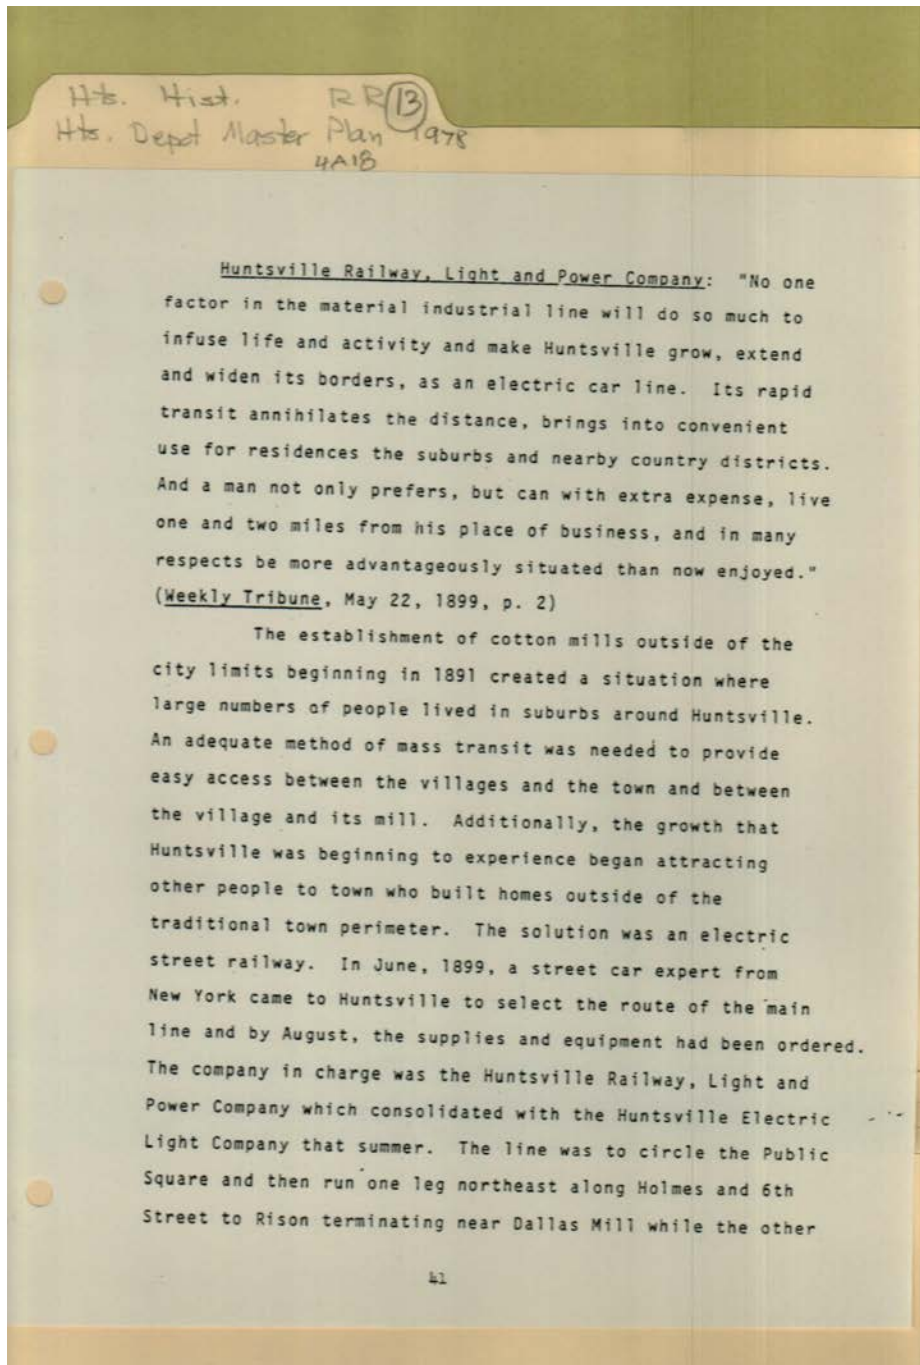 Hts. Hist. RR 13
Hts. Depot Master Plan 1978
4A18
Huntsville Railway, Light and Power Company: "No one
factor in the material industrial line will do so much to
infuse life and activity and make Huntsville grow, extend
and widen its borders, as an electric car line. Its rapid
transit annihilates the distance, brings into convenient
use for residences the suburbs and nearby country districts.
And a man not only prefers, but can with extra expense, live
one and two miles from his place of business, and in many
respects be more advantageously situated than now enjoyed."
(Weekly Tribune, May 22, 1899, p. 2)
The establishment of cotton mills outside of the
city limits beginning in 1891 created a situation where
large numbers of people lived in suburbs around Huntsville.
An adequate method of mass transit was needed to provide
easy access between the villages and the town and between
the village and its mill. Additionally, the growth that
Huntsville was beginning to experience began attracting
other people to town who built homes outside of the
traditional town perimeter. The solution was an electric
street railway. In June, 1899, a street car expert from
New York came to Huntsville to select the route of the main
line and by August, the supplies and equipment had been ordered.
The company in charge was the Huntsville Railway, Light and
Power Company which consolidated with the Huntsville Electric
Light Company that summer. The line was to circle the Public
Square and then run one leg northeast along Holmes and 6th
Street to Rison terminating near Dallas Mill while the other
41